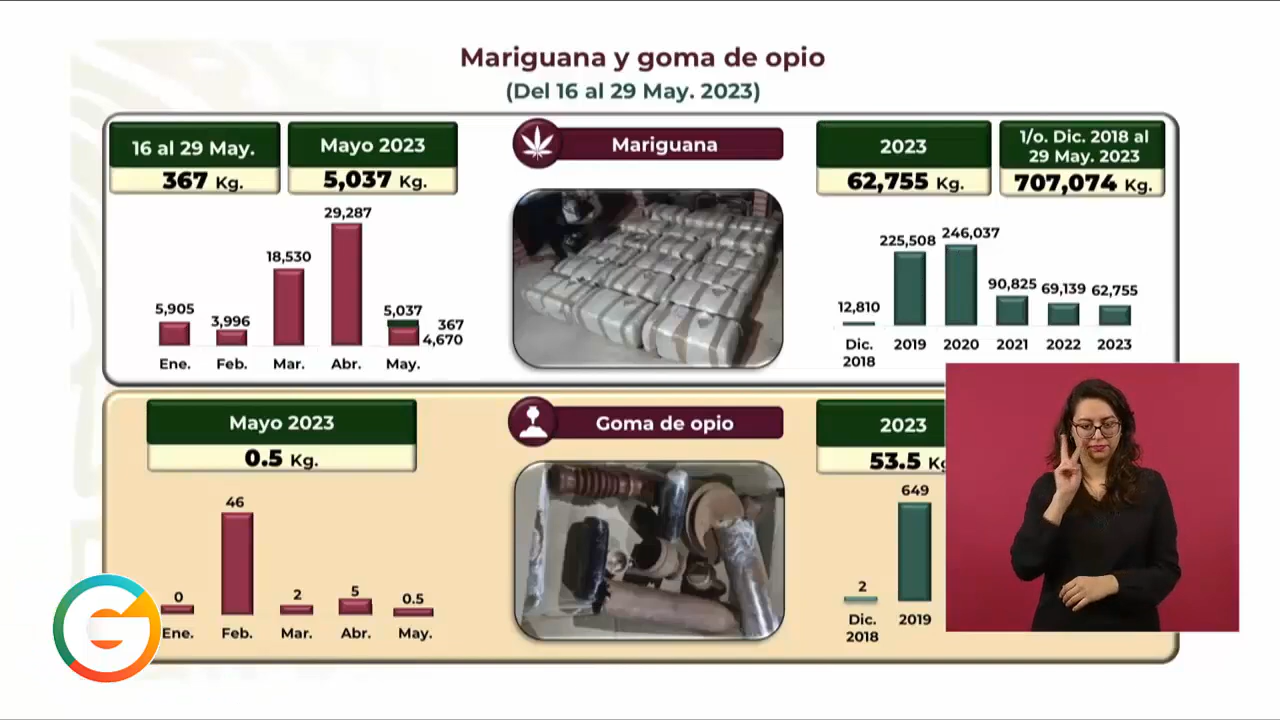 Mariguana y goma de opio
(Del 16 al 29 May. 2023)
16 al 29 May.
367 Kg.
Mayo 2023
5,037 Kg.
Mariguana
2023
62,755 Kg.
1/o. Dic. 2018 al
29 May. 2023
707,074 Kg.
5,905
3,996
18,530
29,287
5,037
367
4,670
Ene.
Feb.
Mar.
Abr.
May.
12,810
225,508
246,037
90,825
69,139
62,755
Dic.
2018
2019
2020
2021
2022
2023
Mayo 2023
0.5 Kg.
Goma de opio
2023
53.5 Kg
0
46
2
5
0.5
Ene.
Feb.
Mar.
Abr.
May.
2
649
Dic.
2018
2019
G